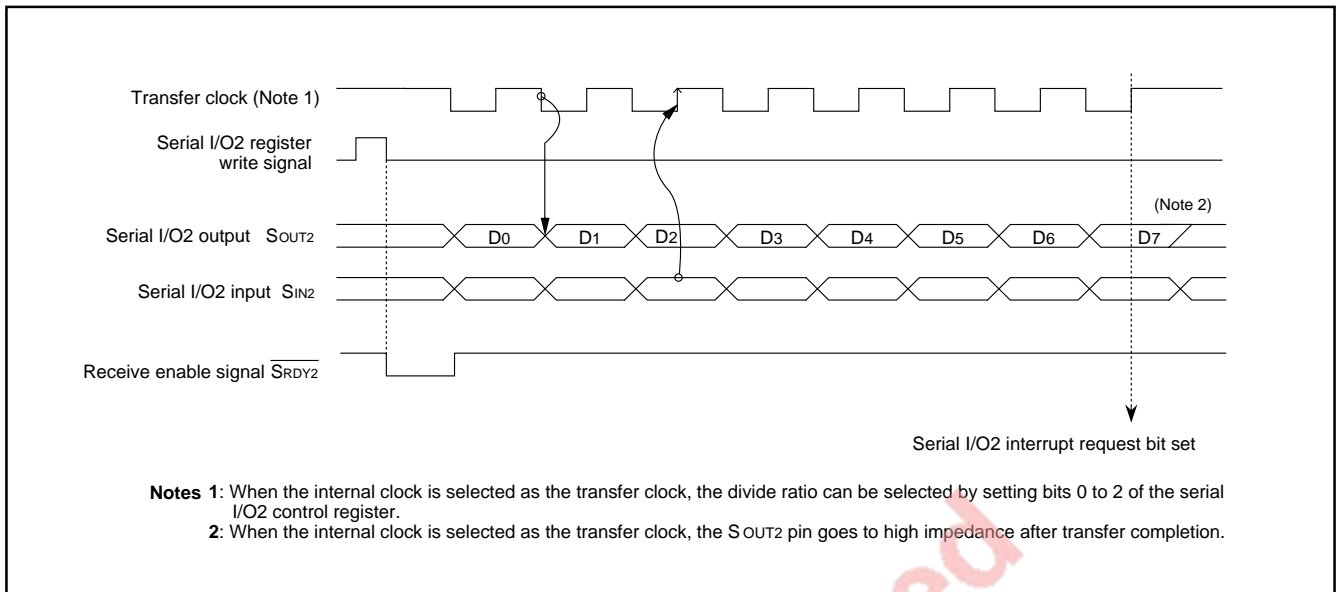 Transfer clock (Note 1)
Serial I/O2 register
write signal
(Note 2)
Serial I/O2 output SOUT2
D0 D1 D2 D3 D4 D5 D6 D7
Serial I/O2 input SIN2
Receive enable signal SRDY2
Serial I/O2 interrupt request bit set
Notes 1: When the internal clock is selected as the transfer clock, the divide ratio can be selected by setting bits 0 to 2 of the serial
I/O2 control register.
2: When the internal clock is selected as the transfer clock, the S OUT2 pin goes to high impedance after transfer completion.